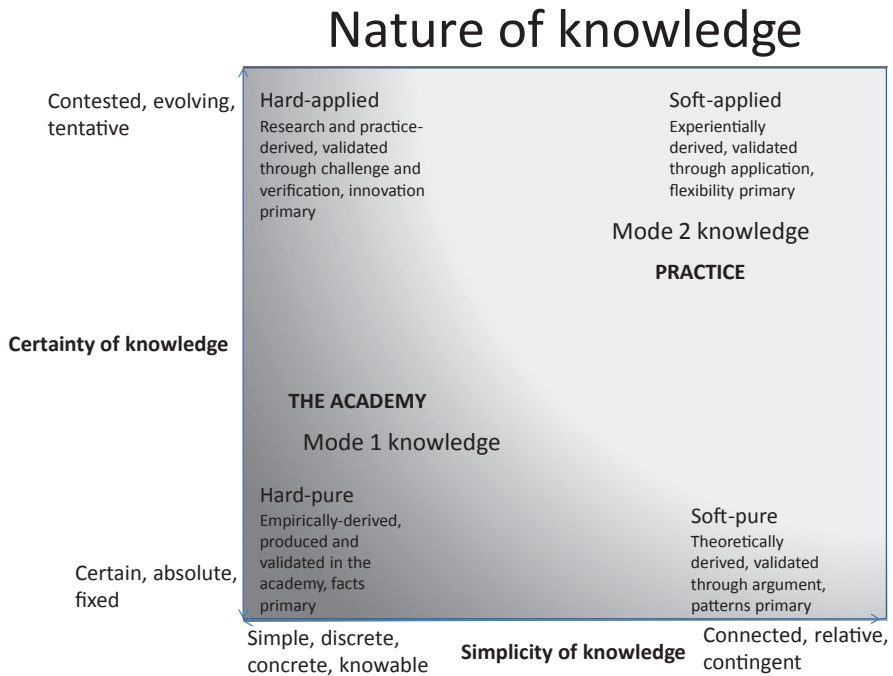 Nature of knowledge
Contested, evolving,
tentative
Hard-applied
Research and practice-
derived, validated
through challenge and
verification, innovation
primary
Soft-applied
Experientially
derived, validated
through application,
flexibility primary
Mode 2 knowledge
PRACTICE
Certainty of knowledge
THE ACADEMY
Mode 1 knowledge
Hard-pure
Empirically-derived,
produced and
validated in the
academy, facts
primary
Soft-pure
Theoretically
derived, validated
through argument,
patterns primary
Certain, absolute,
fixed
Simple, discrete,
concrete, knowable
Simplicity of knowledge
Connected, relative,
contingent